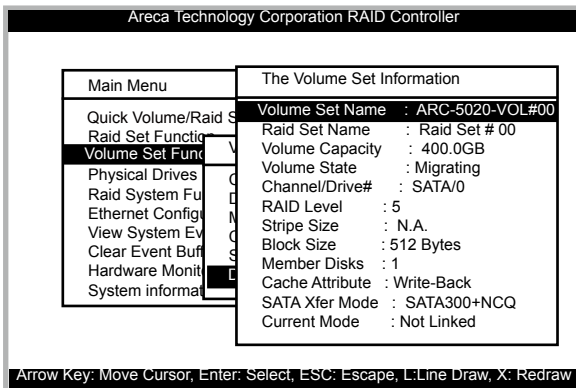 Areca Technology Corporation RAID Controller
Main Menu
Quick Volume/Raid S
Raid Set Function
Volume Set Func
Physical Drives
Raid System Fu
Ethernet Configu
View System Ev
Clear Event Buff
Hardware Monit
System informat
V
C
D
M
C
S
D
The Volume Set Information
Volume Set Name : ARC-5020-VOL#00
Raid Set Name : Raid Set # 00
Volume Capacity : 400.0GB
Volume State : Migrating
Channel/Drive# : SATA/0
RAID Level : 5
Stripe Size : N.A.
Block Size : 512 Bytes
Member Disks : 1
Cache Attribute : Write-Back
SATA Xfer Mode : SATA300+NCQ
Current Mode : Not Linked
Arrow Key: Move Cursor, Enter: Select, ESC: Escape, L:Line Draw, X: Redraw